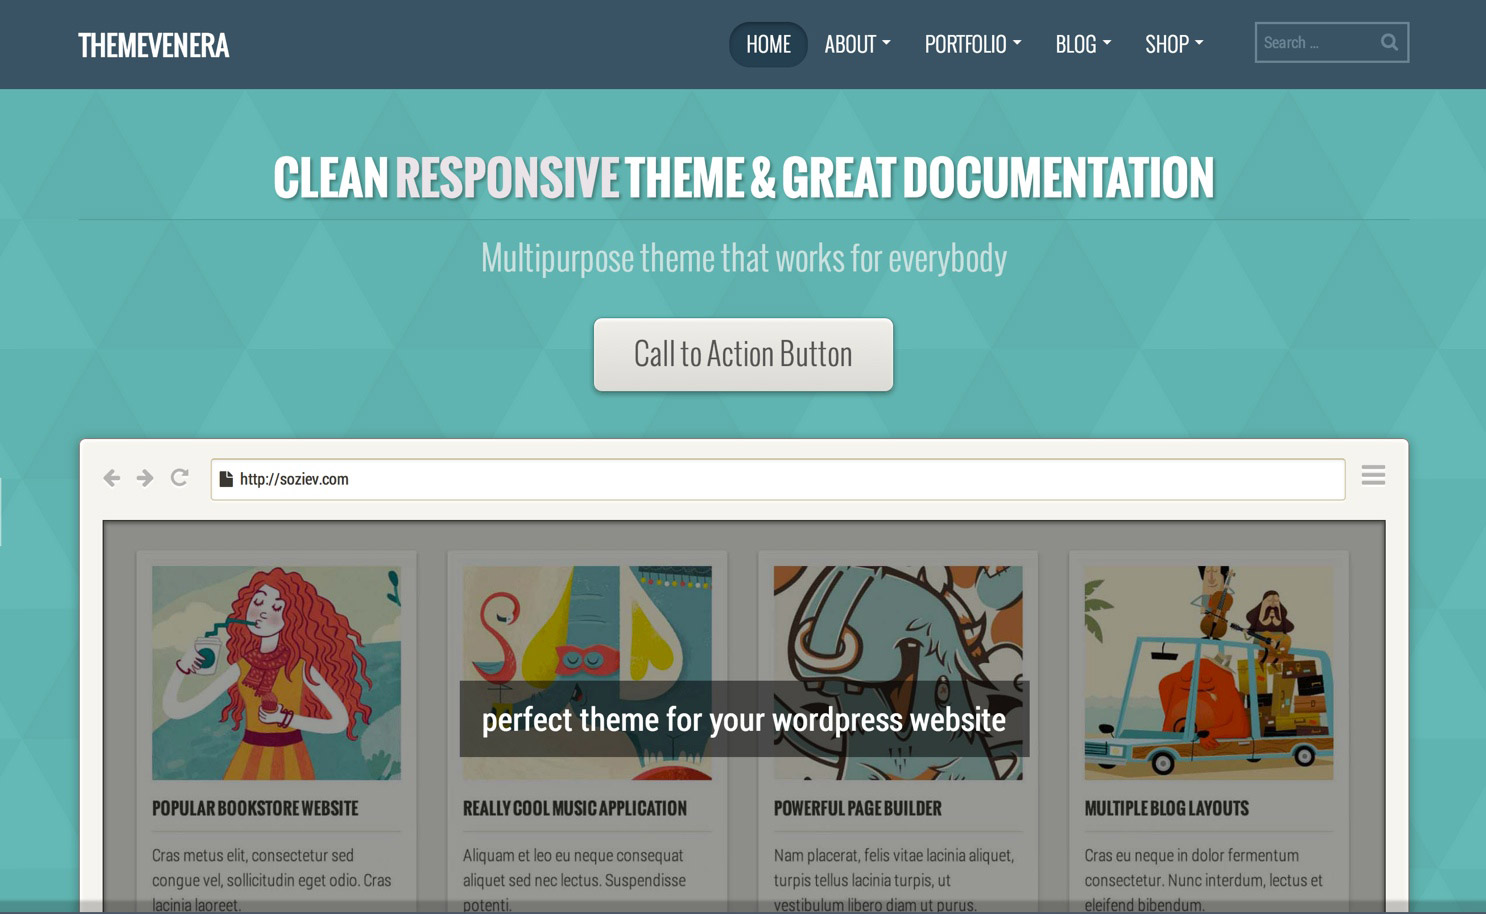 THEMEVENERA
HOME ABOUT PORTFOLIO BLOG SHOP Search ...
CLEAN RESPONSIVE THEME & GREAT DOCUMENTATION
Multipurpose theme that works for everybody
Call to Action Button
http://soziev.com
perfect theme for your wordpress website
POPULAR BOOKSTORE WEBSITE
Cras metus elit, consectetur sed
congue vel, sollicitudin eget odio. Cras
lacinia laoreet.
REALLY COOL MUSIC APPLICATION
Aliquam et leo eu neque consequat
aliquet sed nec lectus. Suspendisse
potenti.
POWERFUL PAGE BUILDER
Nam placerat, felis vitae lacinia aliquet,
turpis tellus lacinia turpis, ut
vestibulum libero diam ut purus.
MULTIPLE BLOG LAYOUTS
Cras eu neque in dolor fermentum
consectetur. Nunc interdum, lectus et
eleifend bibendum.